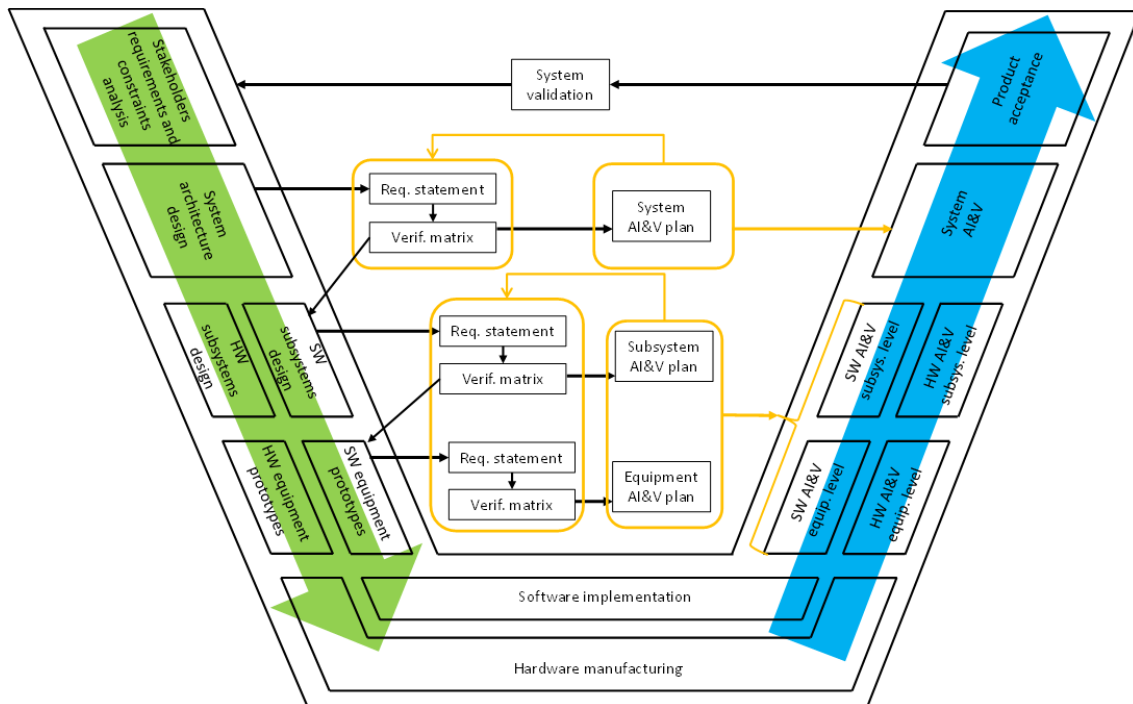 Stakeholders
requirements and
constraints
analysis
System
validation
Product
acceptance
System
architecture
design
Req. statement
Verif. matrix
System
AI&V plan
System
AI&V
HW
subsystems
design
SW
subsystems
design
Req. statement
Verif. matrix
Subsystem
AI&V plan
SW AI&V
subsys. level
HW AI&V
subsys. level
HW equipment
prototypes
SW equipment
prototypes
Req. statement
Verif. matrix
Equipment
AI&V plan
SW AI&V
equip. level
HW AI&V
equip. level
Software implementation
Hardware manufacturing